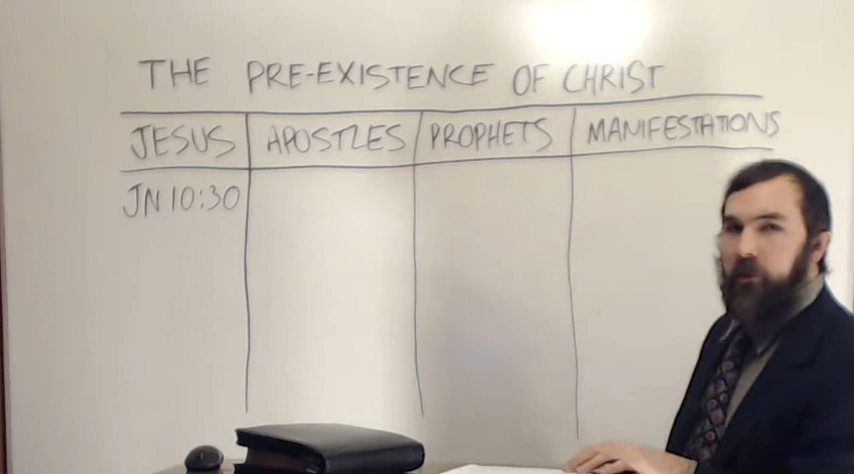 THE PRE-EXISTENCE OF CHRIST
JESUS APOSTLES PROPHETS MANIFESTATIONS
JN 10:30